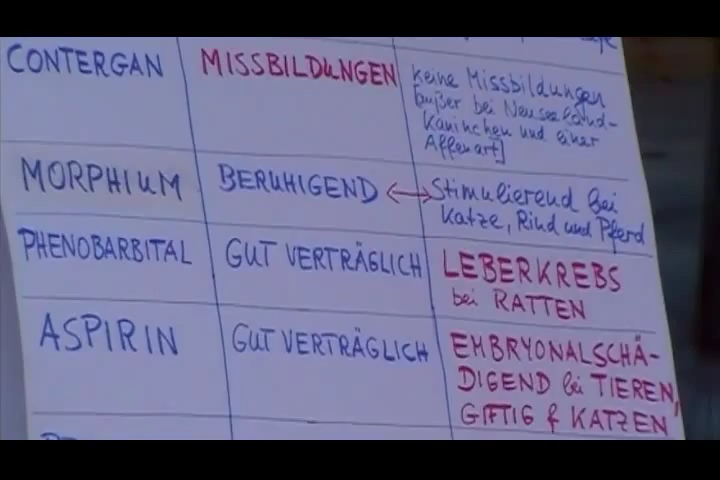 CONTERGAN MISSBILDUNGEN keine Missbildungen
[außer bei Neuseeland-
Kaninchen und einer
Affenart]
MORPHIUM BERUHIGEND ↔ Stimulierend bei
Katze, Rind und Pferd
PHENOBARBITAL GUT VERTRÄGLICH LEBERKREBS
bei RATTEN
ASPIRIN GUT VERTRÄGLICH EMBRYONALSCHÄ-
DIGEND bei TIEREN,
GIFTIG f KATZEN